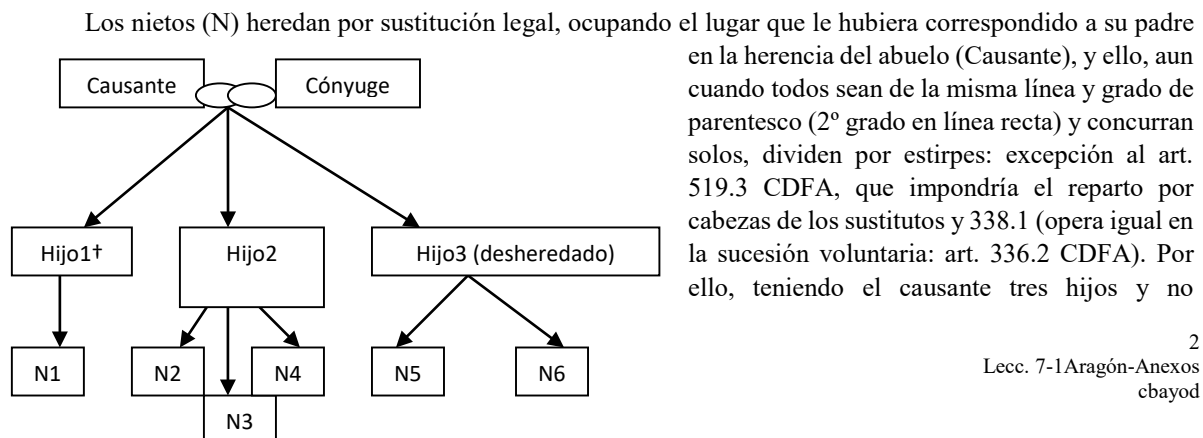 Los nietos (N) heredan por sustitución legal, ocupando el lugar que le hubiera correspondido a su padre
en la herencia del abuelo (Causante), y ello, aun
cuando todos sean de la misma línea y grado de
parentesco (2º grado en línea recta) y concurran
solos, dividen por estirpes: excepción al art.
519.3 CDFA, que impondría el reparto por
cabezas de los sustitutos y 338.1 (opera igual en
la sucesión voluntaria: art. 336.2 CDFA). Por
ello, teniendo el causante tres hijos y no
Causante
Cónyuge
Hijo1†
Hijo2
Hijo3 (desheredado)
N1
N2
N4
N5
N6
N3
2
Lecc. 7-1Aragón-Anexos
cbayod